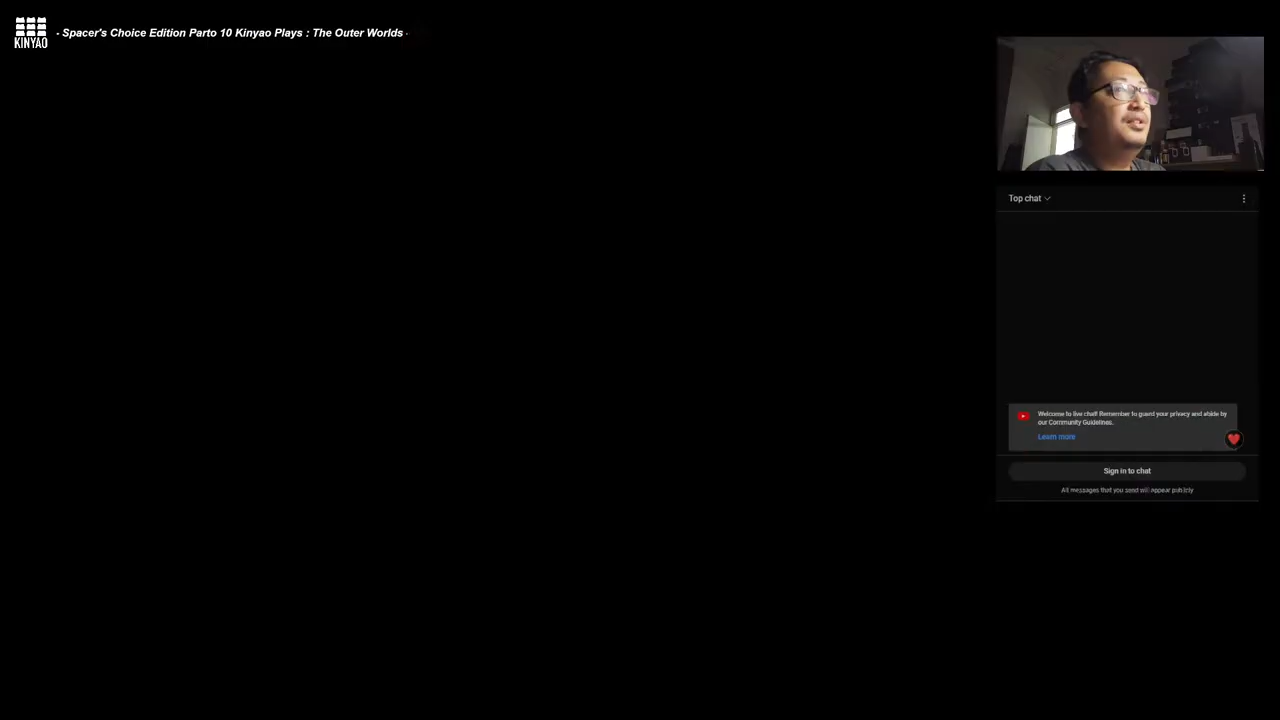 KINYAO
- Spacer's Choice Edition Parto 10 Kinyao Plays : The Outer Worlds -
Top chat
Welcome to live chat! Remember to guard your privacy and abide by
our Community Guidelines.
Learn more
Sign in to chat
All messages that you send will appear publicly